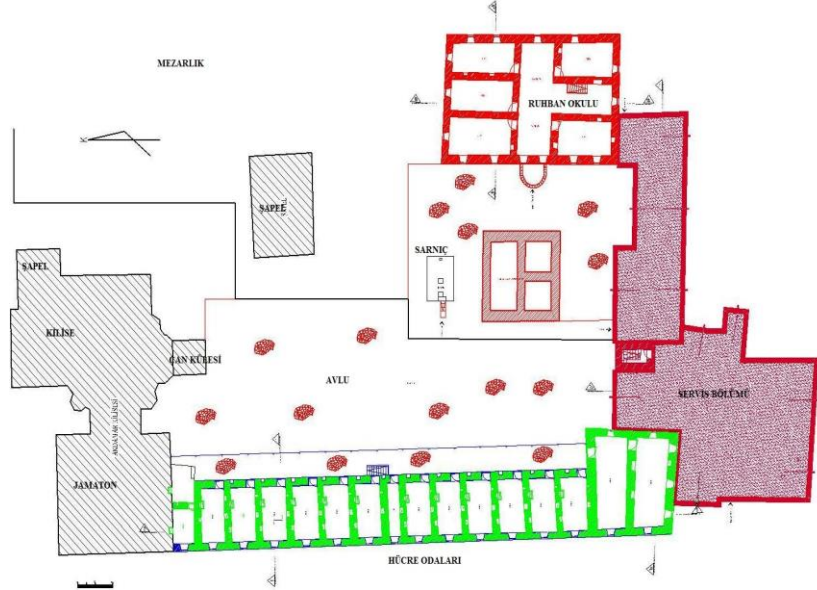 MEZARLIK
RUHBAN OKULU
ŞAPEL
SARNIÇ
ŞAPEL
KİLİSE
ÇAN KULESİ
AVLU
SERVİS BÖLÜMÜ
JAMATON
HÜCRE ODALARI